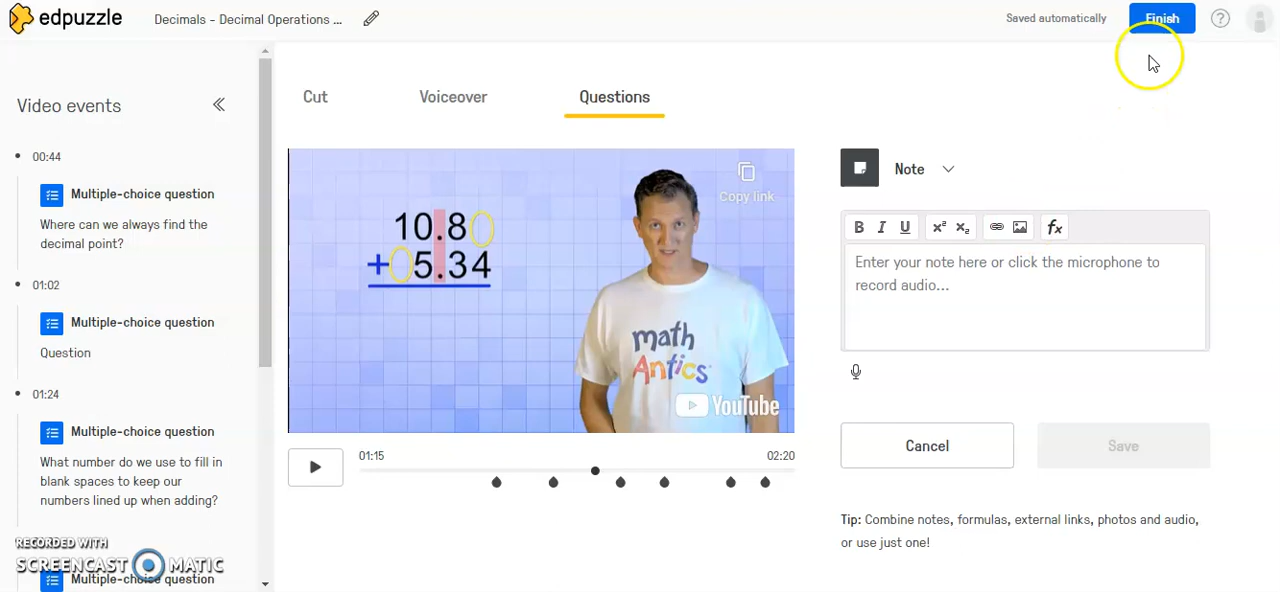 edpuzzle
Decimals - Decimal Operations ...
Saved automatically
Finish
?
Video events
Cut
Voiceover
Questions
00:44
Multiple-choice question
Where can we always find the
decimal point?
01:02
Multiple-choice question
Question
01:24
Multiple-choice question
What number do we use to fill in
blank spaces to keep our
numbers lined up when adding?
Multiple-choice question
RECORDED WITH
SCREENCAST MATIC
Copy link
10.80
+05.34
math
Antics
YouTube
01:15
02:20
Note
B I U x² x₂ fx
Enter your note here or click the microphone to
record audio...
Cancel
Save
Tip: Combine notes, formulas, external links, photos and audio,
or use just one!